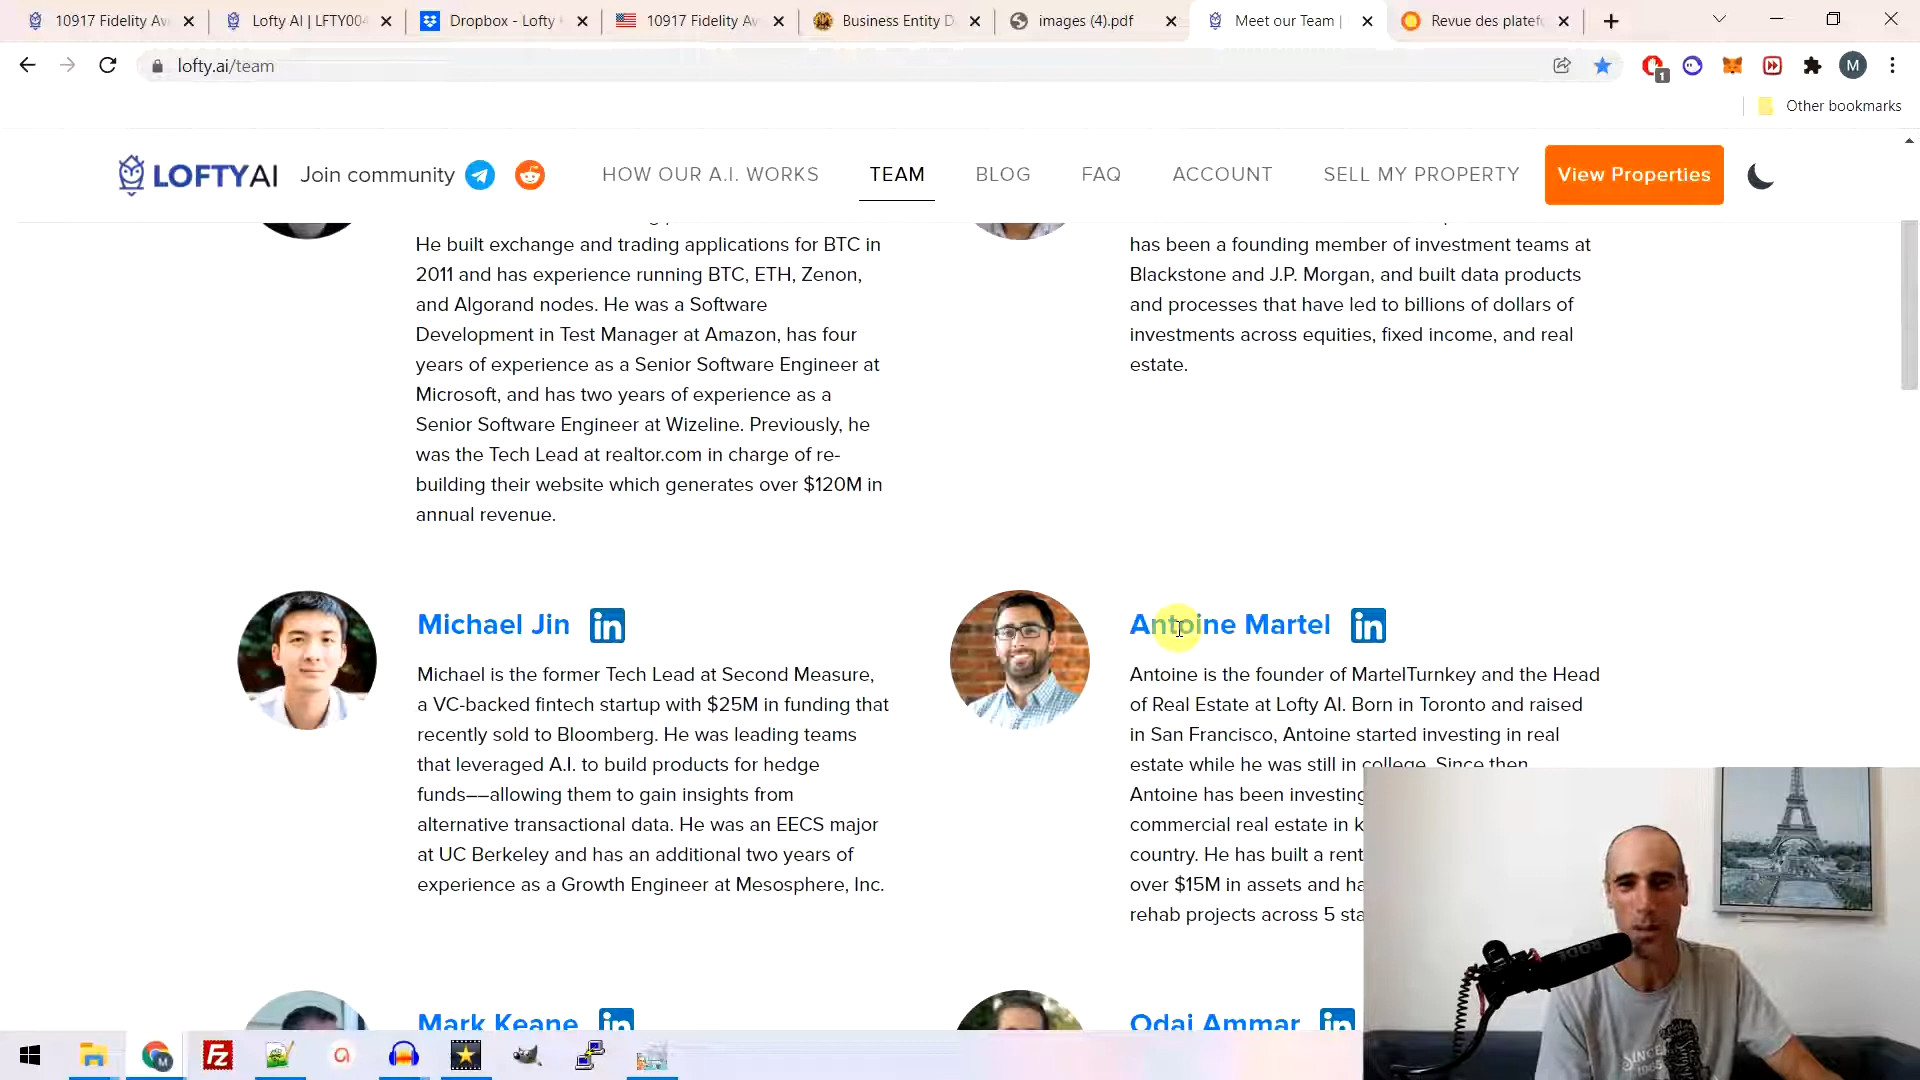 10917 Fidelity Av
Lofty AI | LFTY004
Dropbox - Lofty
10917 Fidelity Av
Business Entity D
images (4).pdf
Meet our Team |
Revue des platef
lofty.ai/team
1
M
Other bookmarks
LOFTYAI
Join community
HOW OUR A.I. WORKS
TEAM
BLOG
FAQ
ACCOUNT
SELL MY PROPERTY
View Properties
He built exchange and trading applications for BTC in
2011 and has experience running BTC, ETH, Zenon,
and Algorand nodes. He was a Software
Development in Test Manager at Amazon, has four
years of experience as a Senior Software Engineer at
Microsoft, and has two years of experience as a
Senior Software Engineer at Wizeline. Previously, he
was the Tech Lead at realtor.com in charge of re-
building their website which generates over $120M in
annual revenue.
has been a founding member of investment teams at
Blackstone and J.P. Morgan, and built data products
and processes that have led to billions of dollars of
investments across equities, fixed income, and real
estate.
Michael Jin in
Michael is the former Tech Lead at Second Measure,
a VC-backed fintech startup with $25M in funding that
recently sold to Bloomberg. He was leading teams
that leveraged A.I. to build products for hedge
funds––allowing them to gain insights from
alternative transactional data. He was an EECS major
at UC Berkeley and has an additional two years of
experience as a Growth Engineer at Mesosphere, Inc.
Antoine Martel in
Antoine is the founder of MartelTurnkey and the Head
of Real Estate at Lofty AI. Born in Toronto and raised
in San Francisco, Antoine started investing in real
estate while he was still in college. Since then
Antoine has been investing
commercial real estate in k
country. He has built a rent
over $15M in assets and ha
rehab projects across 5 sta
Mark Keane in
Odai Ammar in
RODE
SINCE
1965